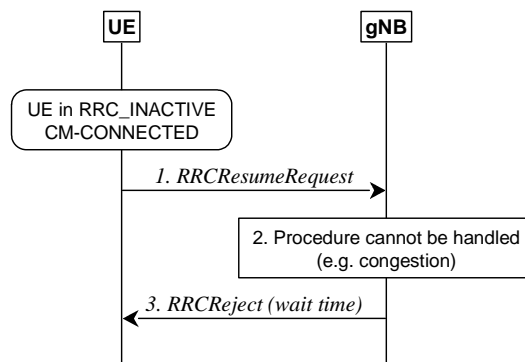 UE
gNB
UE in RRC_INACTIVE
CM-CONNECTED
1. RRCResumeRequest
2. Procedure cannot be handled
(e.g. congestion)
3. RRCReject (wait time)